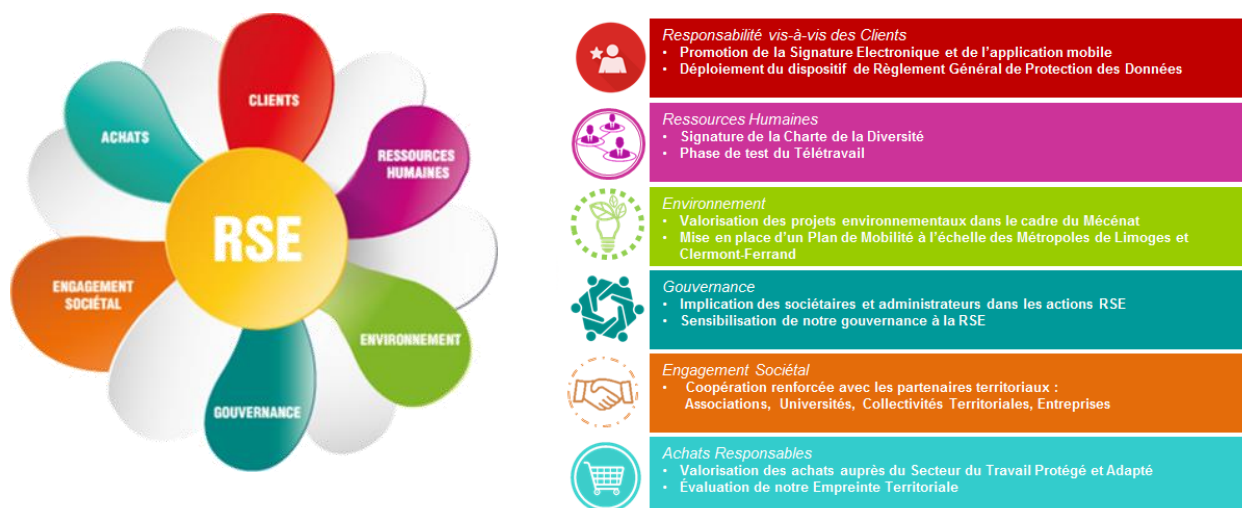 CLIENTS
ACHATS
RESSOURCES
HUMAINES
RSE
ENGAGEMENT
SOCIÉTAL
ENVIRONNEMENT
GOUVERNANCE
Responsabilité vis-à-vis des Clients
• Promotion de la Signature Electronique et de l'application mobile
• Déploiement du dispositif de Règlement Général de Protection des Données
Ressources Humaines
• Signature de la Charte de la Diversité
• Phase de test du Télétravail
Environnement
• Valorisation des projets environnementaux dans le cadre du Mécénat
• Mise en place d'un Plan de Mobilité à l'échelle des Métropoles de Limoges et
Clermont-Ferrand
Gouvernance
• Implication des sociétaires et administrateurs dans les actions RSE
• Sensibilisation de notre gouvernance à la RSE
Engagement Sociétal
• Coopération renforcée avec les partenaires territoriaux :
Associations, Universités, Collectivités Territoriales, Entreprises
Achats Responsables
• Valorisation des achats auprès du Secteur du Travail Protégé et Adapté
• Évaluation de notre Empreinte Territoriale